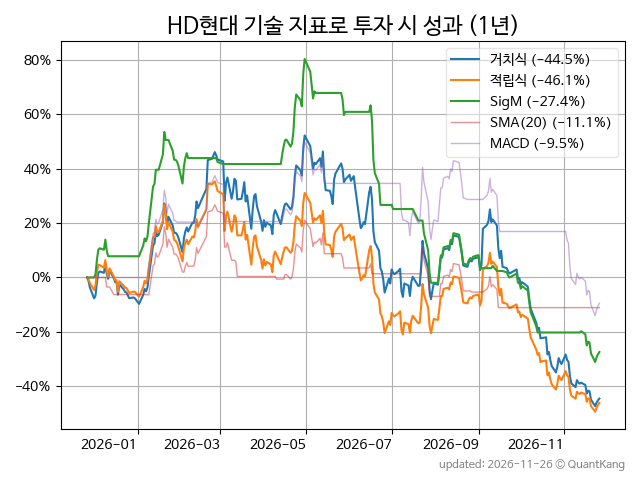 HD현대 기술 지표로 투자 시 성과 (1년)
거치식 (−44.5%)
적립식 (−46.1%)
SigM (−27.4%)
SMA(20) (−11.1%)
MACD (−9.5%)
80%
60%
40%
20%
0%
−20%
−40%
2026-01 2026-03 2026-05 2026-07 2026-09 2026-11
updated: 2026-11-26 © QuantKang